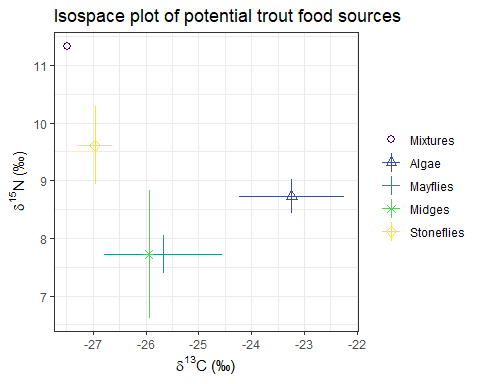 Isospace plot of potential trout food sources
11
10
9
8
7
δ¹⁵N (‰)
-27
-26
-25
-24
-23
-22
δ¹³C (‰)
Mixtures
Algae
Mayflies
Midges
Stoneflies